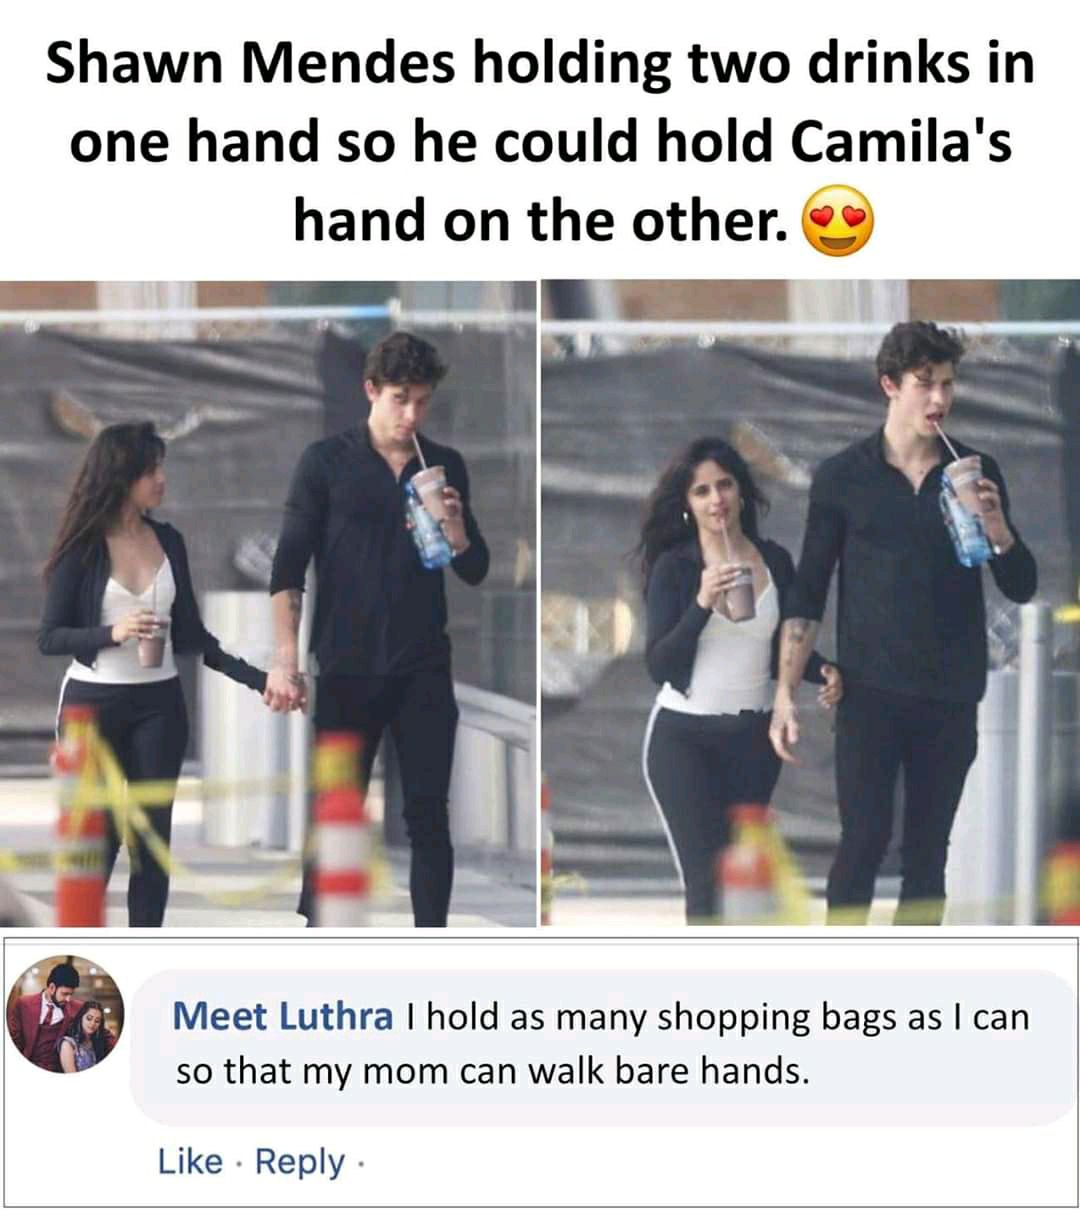 Shawn Mendes holding two drinks in
one hand so he could hold Camila's
hand on the other. 😍
Meet Luthra I hold as many shopping bags as I can
so that my mom can walk bare hands.
Like · Reply ·